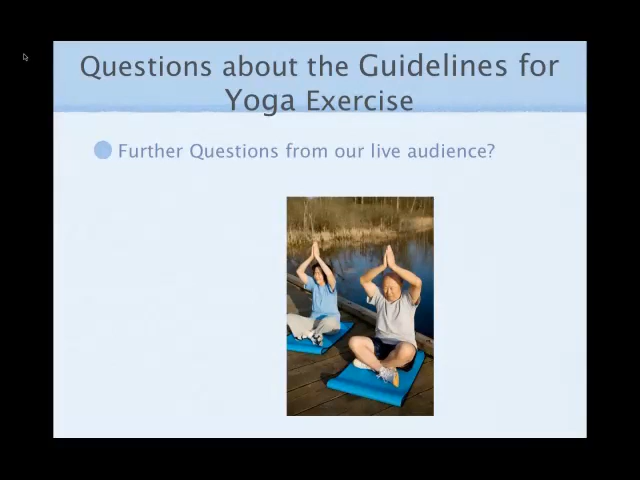 Questions about the Guidelines for
Yoga Exercise
Further Questions from our live audience?